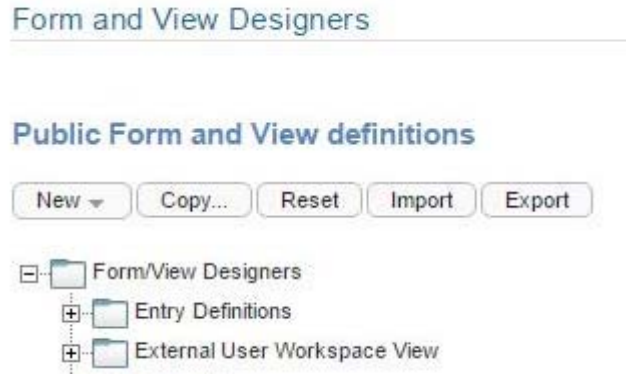 Form and View Designers
Public Form and View definitions
New Copy... Reset Import Export
Form/View Designers
Entry Definitions
External User Workspace View